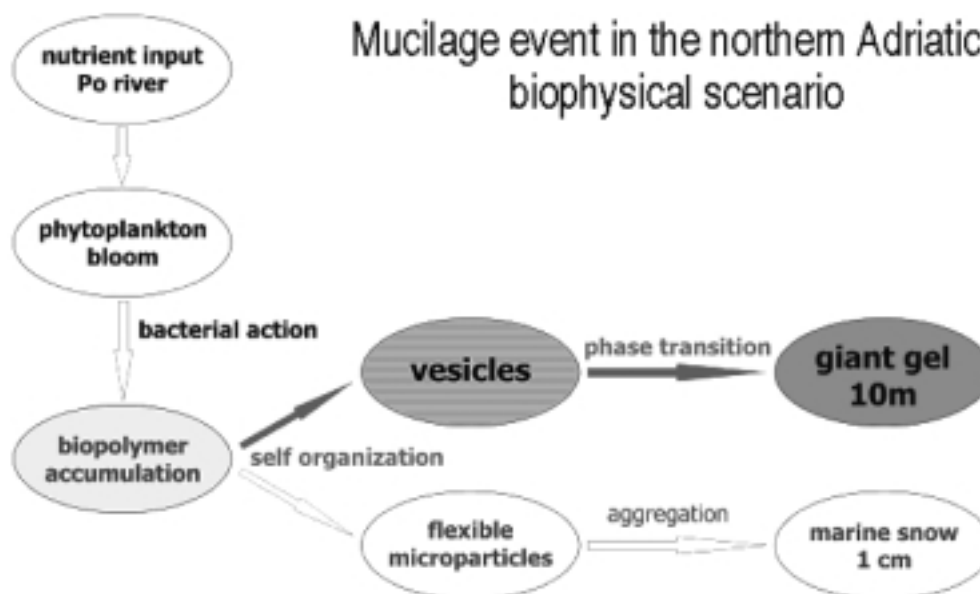 Mucilage event in the northern Adriatic
biophysical scenario
nutrient input
Po river
phytoplankton
bloom
bacterial action
biopolymer
accumulation
self organization
vesicles
phase transition
giant gel
10m
flexible
microparticles
aggregation
marine snow
1 cm